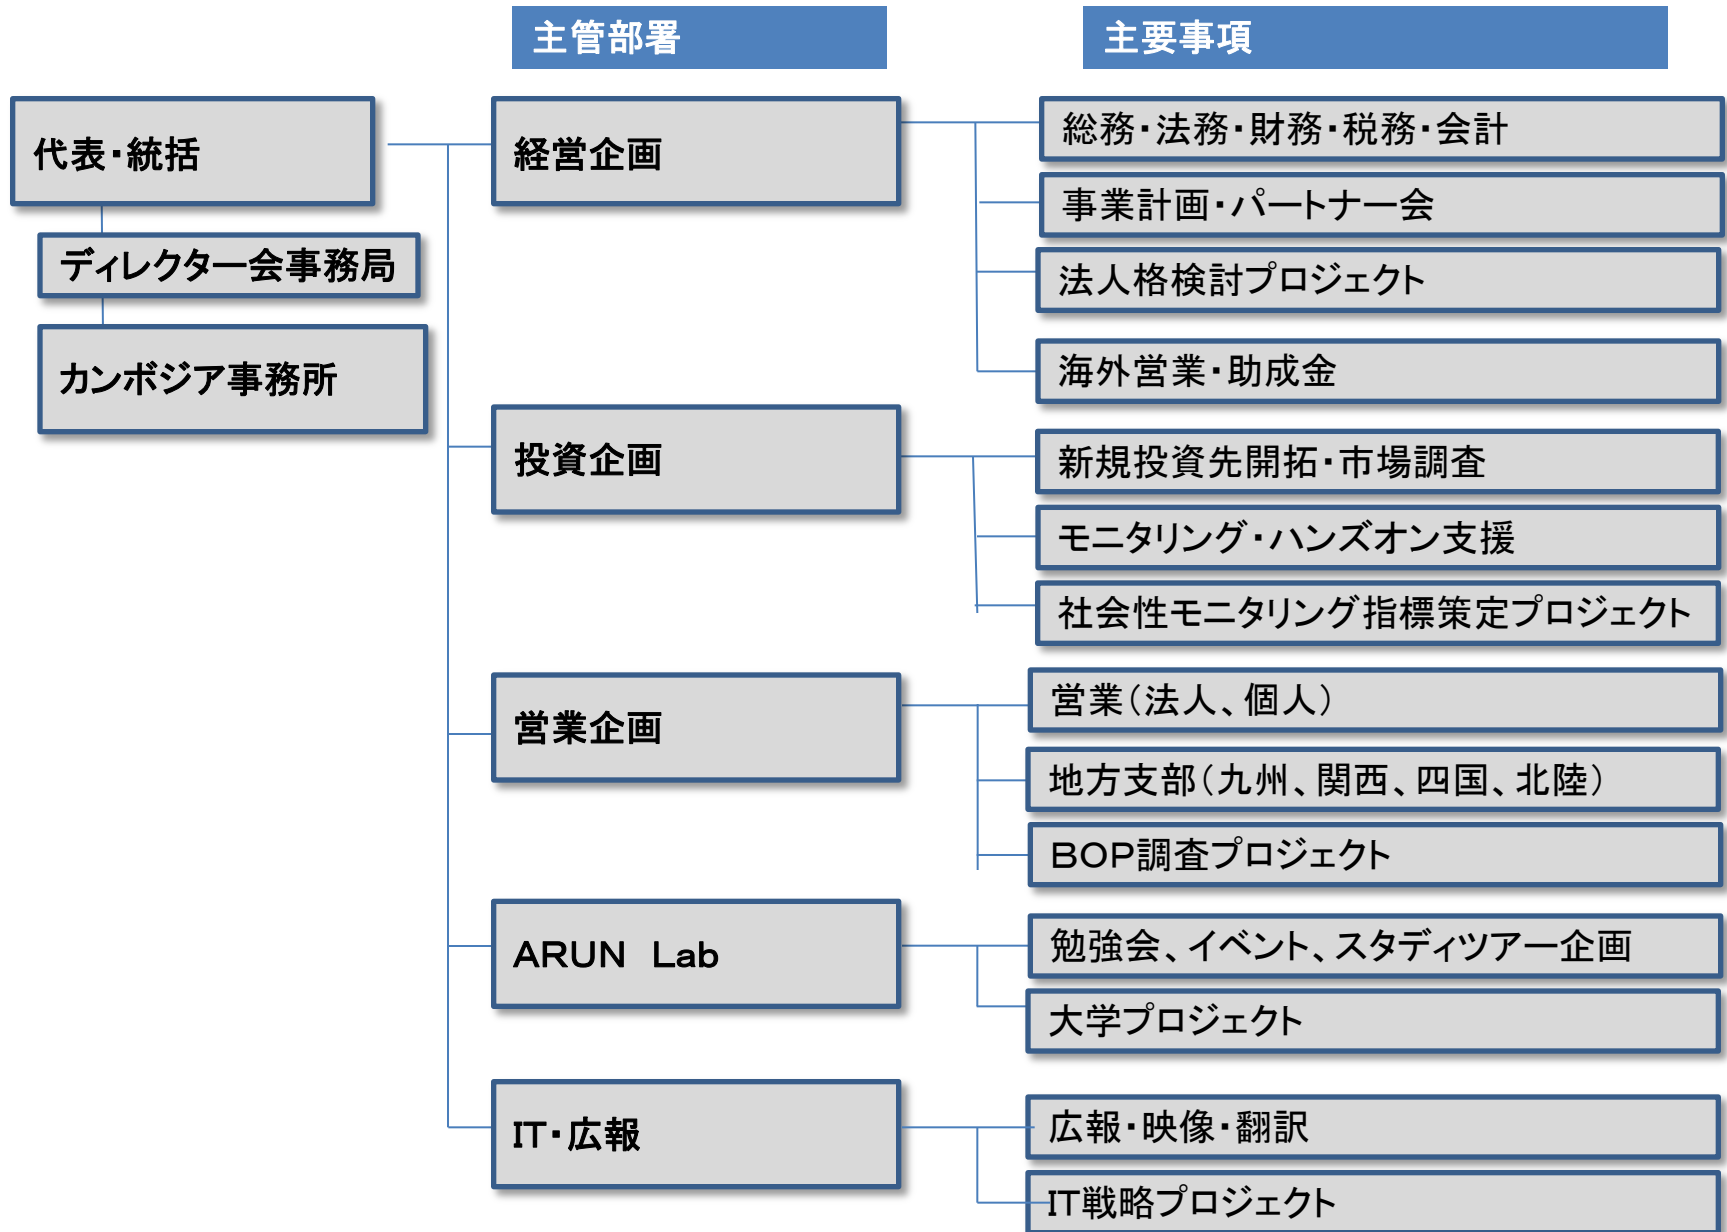 主管部署
主要事項
代表・統括
ディレクター会事務局
カンボジア事務所
経営企画
総務・法務・財務・税務・会計
事業計画・パートナー会
法人格検討プロジェクト
海外営業・助成金
投資企画
新規投資先開拓・市場調査
モニタリング・ハンズオン支援
社会性モニタリング指標策定プロジェクト
営業企画
営業（法人、個人）
地方支部（九州、関西、四国、北陸）
ＢＯＰ調査プロジェクト
ＡＲＵＮ　Ｌａｂ
勉強会、イベント、スタディツアー企画
大学プロジェクト
ＩＴ・広報
広報・映像・翻訳
ＩＴ戦略プロジェクト